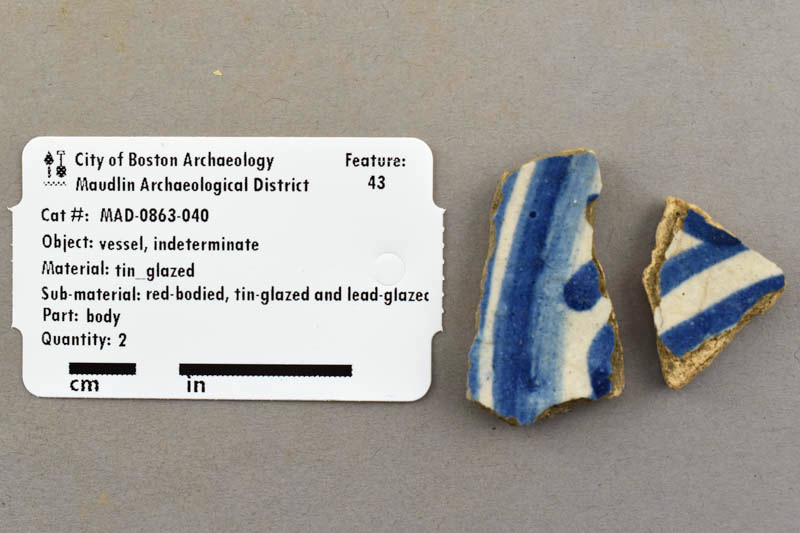 City of Boston Archaeology
Maudlin Archaeological District
Feature:
43
Cat #: MAD-0863-040
Object: vessel, indeterminate
Material: tin_glazed
Sub-material: red-bodied, tin-glazed and lead-glazec
Part: body
Quantity: 2
cm in